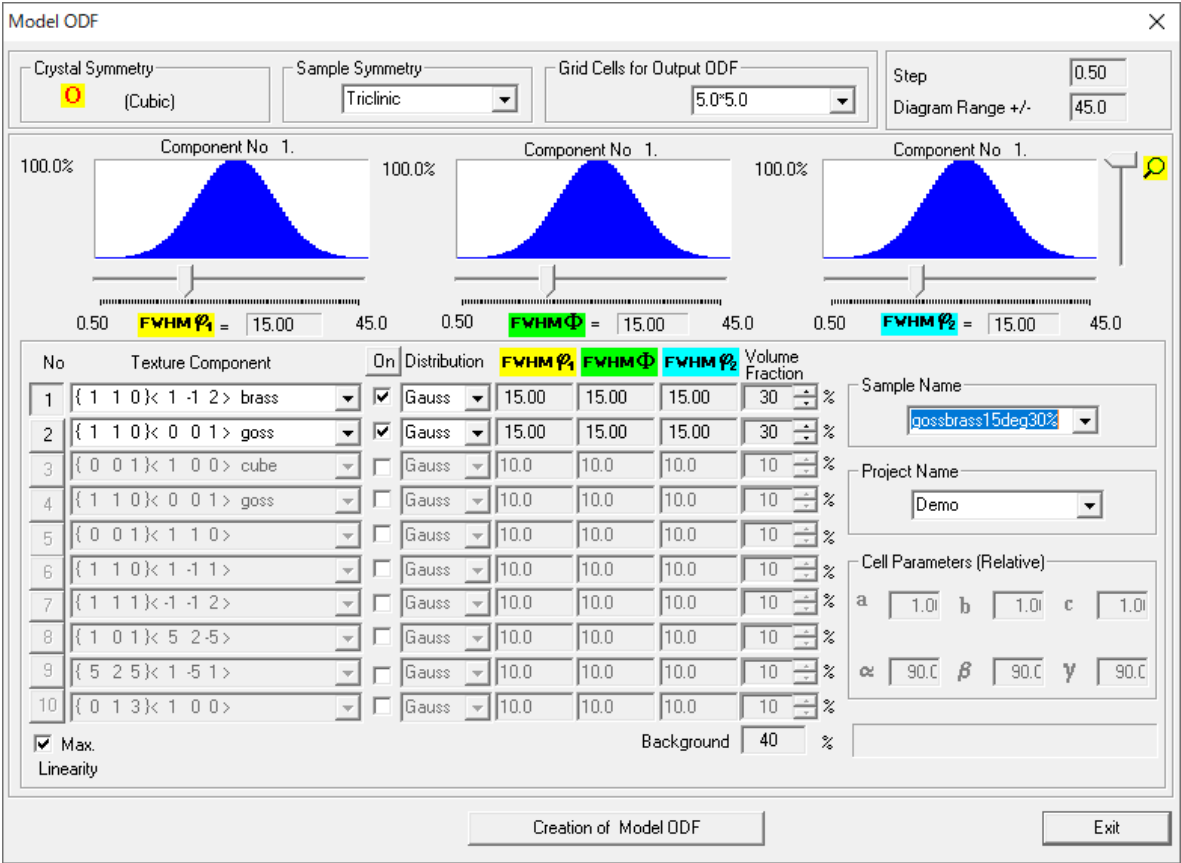 Model ODF
Crystal Symmetry
O (Cubic)
Sample Symmetry
Triclinic
Grid Cells for Output ODF
5.0*5.0
Step 0.50
Diagram Range +/- 45.0
Component No 1. Component No 1. Component No 1.
100.0% 100.0% 100.0%
0.50 FWHM φ1 = 15.00 45.0 0.50 FWHM Φ = 15.00 45.0 0.50 FWHM φ2 = 15.00 45.0
No Texture Component On Distribution FWHM φ1 FWHM Φ FWHM φ2 Volume Fraction
1 { 1 1 0}< 1 -1 2> brass Gauss 15.00 15.00 15.00 30 %
2 { 1 1 0}< 0 0 1> goss Gauss 15.00 15.00 15.00 30 %
3 { 0 0 1}< 1 0 0> cube Gauss 10.0 10.0 10.0 10 %
4 { 1 1 0}< 0 0 1> goss Gauss 10.0 10.0 10.0 10 %
5 { 0 0 1}< 1 1 0> Gauss 10.0 10.0 10.0 10 %
6 { 1 1 0}< 1 -1 1> Gauss 10.0 10.0 10.0 10 %
7 { 1 1 1}< -1 -1 2> Gauss 10.0 10.0 10.0 10 %
8 { 1 0 1}< 5 2 -5> Gauss 10.0 10.0 10.0 10 %
9 { 5 2 5}< 1 -5 1> Gauss 10.0 10.0 10.0 10 %
10 { 0 1 3}< 1 0 0> Gauss 10.0 10.0 10.0 10 %
Max. Linearity
Background 40 %
Sample Name
gossbrass15deg30%
Project Name
Demo
Cell Parameters (Relative)
a 1.0 b 1.0 c 1.0
α 90.0 β 90.0 γ 90.0
Creation of Model ODF
Exit